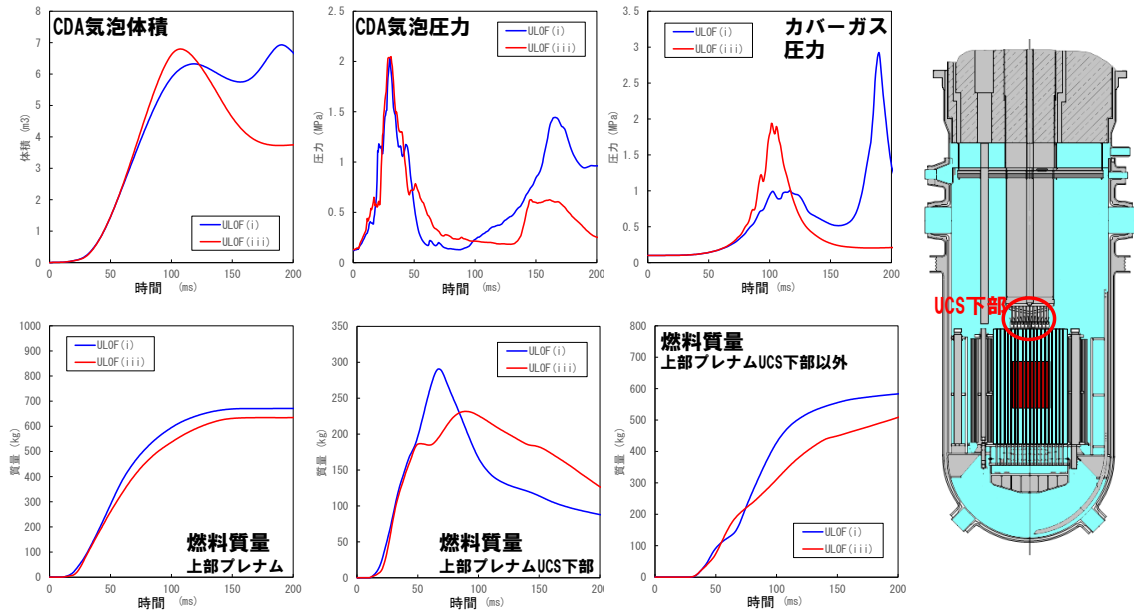 CDA気泡体積
8
7
6
5
4
3
2
1
0
体積 (m3)
ULOF(i)
ULOF(iii)
0
50
100
150
200
時間 (ms)
CDA気泡圧力
2.5
2
1.5
1
0.5
0
圧力 (MPa)
ULOF(i)
ULOF(iii)
0
50
100
150
200
時間 (ms)
カバーガス
圧力
3.5
3
2.5
2
1.5
1
0.5
0
圧力 (MPa)
ULOF(i)
ULOF(iii)
0
50
100
150
200
時間 (ms)
1000
900
800
700
600
500
400
300
200
100
0
質量 (kg)
ULOF(i)
ULOF(iii)
燃料質量
上部プレナム
0
50
100
150
200
時間 (ms)
350
300
250
200
150
100
50
0
質量 (kg)
ULOF(i)
ULOF(iii)
燃料質量
上部プレナムUCS下部
0
50
100
150
200
時間 (ms)
燃料質量
上部プレナムUCS下部以外
800
700
600
500
400
300
200
100
0
質量 (kg)
ULOF(i)
ULOF(iii)
0
50
100
150
200
時間 (ms)
UCS下部